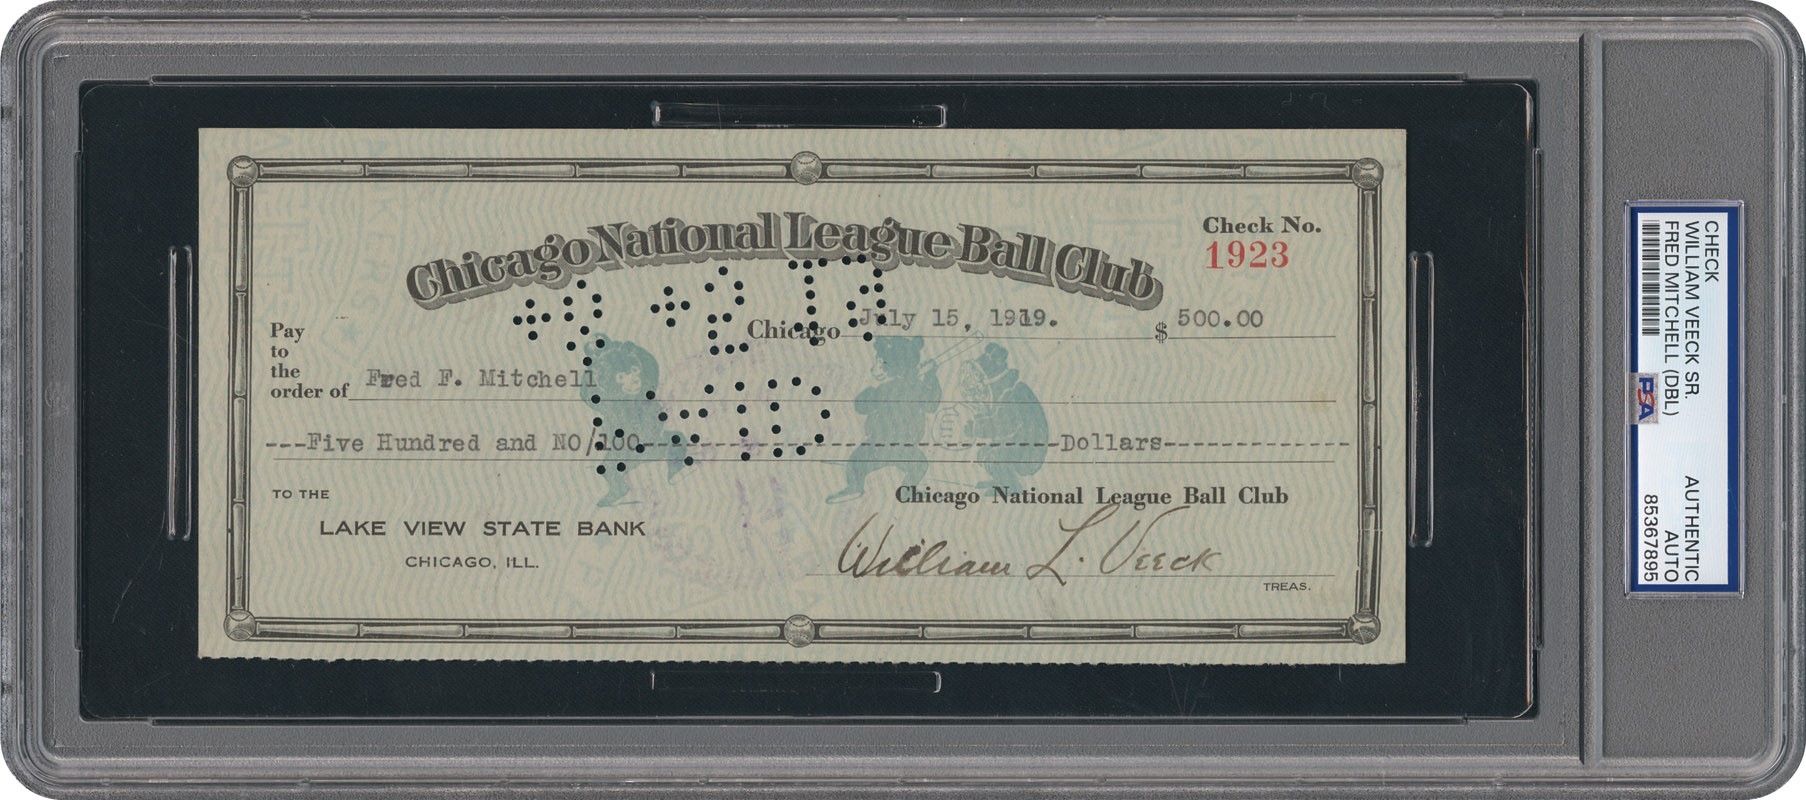 Chicago National League Ball Club
Check No.
1923
Chicago July 15, 1919. $ 500.00
Pay
to
the
order of Fred F. Mitchell
---Five Hundred and NO/100------------------------------Dollars-------------
TO THE
LAKE VIEW STATE BANK
CHICAGO, ILL.
Chicago National League Ball Club
William L. Veeck
TREAS.
CHECK
WILLIAM VEECK SR.
FRED MITCHELL (DBL)
PSA
AUTHENTIC
AUTO
85367895